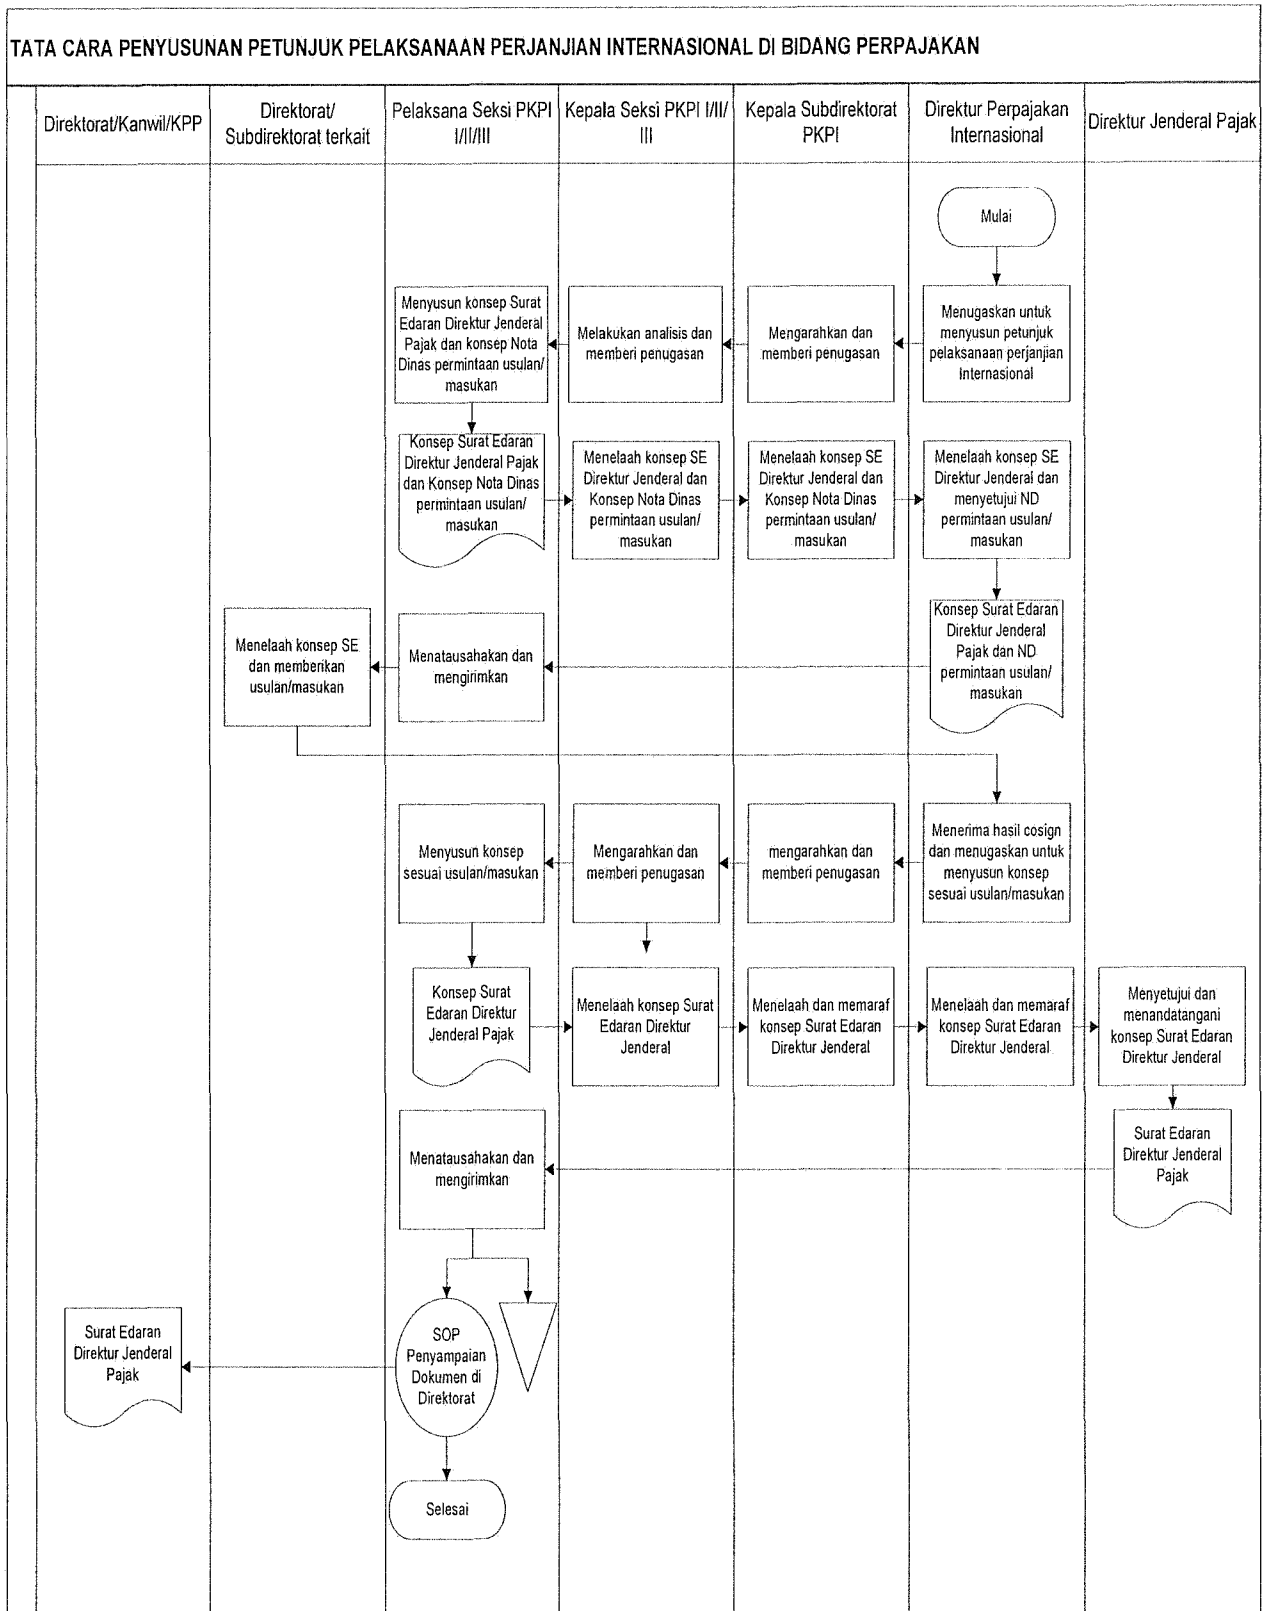 TATA CARA PENYUSUNAN PETUNJUK PELAKSANAAN PERJANJIAN INTERNASIONAL DI BIDANG PERPAJAKAN
Direktorat/Kanwil/KPP
Direktorat/
Subdirektorat terkait
Pelaksana Seksi PKPI
I/II/III
Kepala Seksi PKPI I/II/
III
Kepala Subdirektorat
PKPI
Direktur Perpajakan
Internasional
Direktur Jenderal Pajak
Mulai
Menyusun konsep Surat
Edaran Direktur Jenderal
Pajak dan konsep Nota
Dinas permintaan usulan/
masukan
Melakukan analisis dan
memberi penugasan
Mengarahkan dan
memberi penugasan
Menugaskan untuk
menyusun petunjuk
pelaksanaan perjanjian
Internasional
Konsep Surat Edaran
Direktur Jenderal Pajak
dan Konsep Nota Dinas
permintaan usulan/
masukan
Menelaah konsep SE
Direktur Jenderal dan
Konsep Nota Dinas
permintaan usulan/
masukan
Menelaah konsep SE
Direktur Jenderal dan
Konsep Nota Dinas
permintaan usulan/
masukan
Menelaah konsep SE
Direktur Jenderal dan
menyetujui ND
permintaan usulan/
masukan
Menelaah konsep SE
dan memberikan
usulan/masukan
Menatausahakan dan
mengirimkan
Konsep Surat Edaran
Direktur Jenderal
Pajak dan ND
permintaan usulan/
masukan
Menyusun konsep
sesuai usulan/masukan
Mengarahkan dan
memberi penugasan
mengarahkan dan
memberi penugasan
Menerima hasil cosign
dan menugaskan untuk
menyusun konsep
sesuai usulan/masukan
Konsep Surat
Edaran Direktur
Jenderal Pajak
Menelaah konsep Surat
Edaran Direktur
Jenderal
Menelaah dan memaraf
konsep Surat Edaran
Direktur Jenderal
Menelaah dan memaraf
konsep Surat Edaran
Direktur Jenderal
Menyetujui dan
menandatangani
konsep Surat Edaran
Direktur Jenderal
Menatausahakan dan
mengirimkan
Surat Edaran
Direktur Jenderal
Pajak
Surat Edaran
Direktur Jenderal
Pajak
SOP
Penyampaian
Dokumen di
Direktorat
Selesai